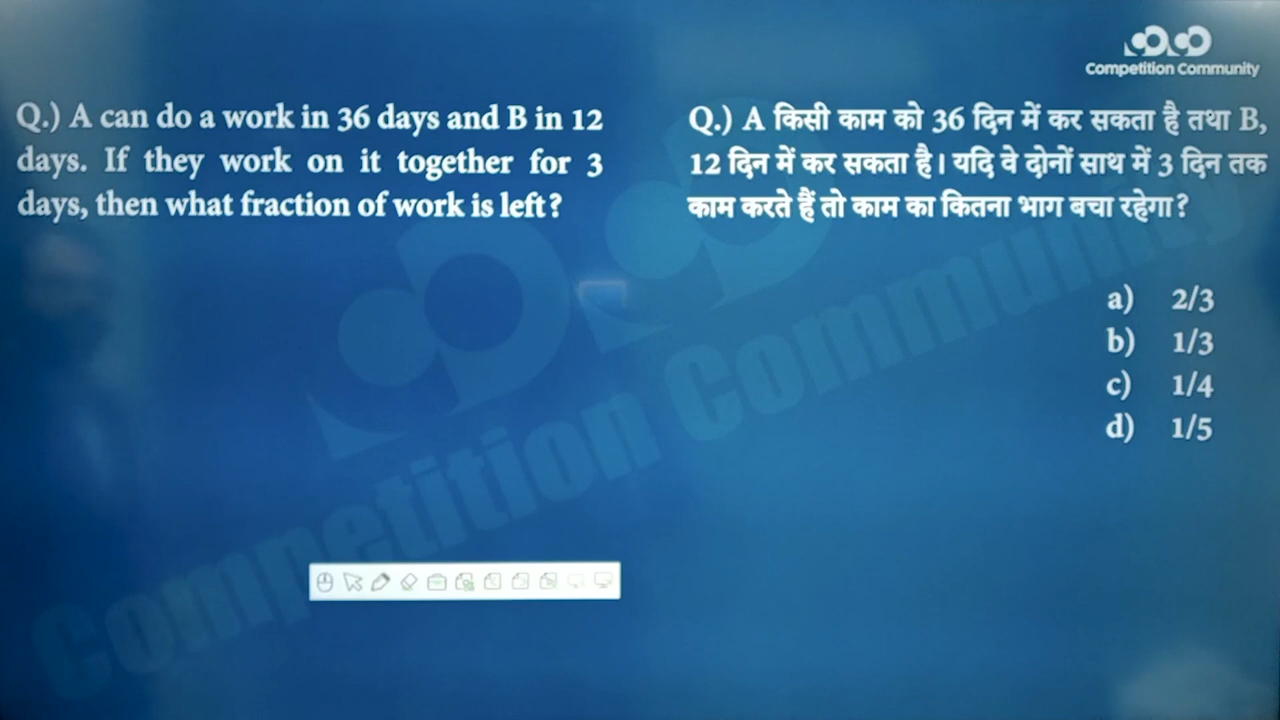 Competition Community
Q.) A can do a work in 36 days and B in 12
days. If they work on it together for 3
days, then what fraction of work is left?
Q.) A किसी काम को 36 दिन में कर सकता है तथा B,
12 दिन में कर सकता है। यदि वे दोनों साथ में 3 दिन तक
काम करते हैं तो काम का कितना भाग बचा रहेगा?
a) 2/3
b) 1/3
c) 1/4
d) 1/5
Competition Community